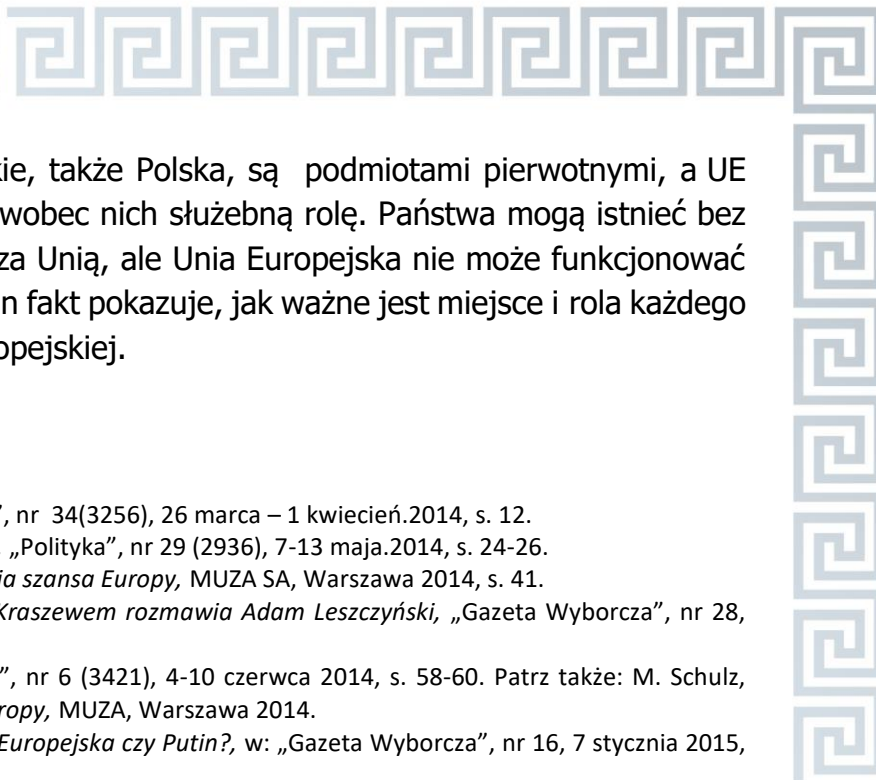 kie, także Polska, są podmiotami pierwotnymi, a UE
wobec nich służebną rolę. Państwa mogą istnieć bez
za Unią, ale Unia Europejska nie może funkcjonować
n fakt pokazuje, jak ważne jest miejsce i rola każdego
opejskiej.
”, nr 34(3256), 26 marca – 1 kwiecień.2014, s. 12.
„Polityka”, nr 29 (2936), 7-13 maja.2014, s. 24-26.
ia szansa Europy, MUZA SA, Warszawa 2014, s. 41.
Kraszewem rozmawia Adam Leszczyński, „Gazeta Wyborcza”, nr 28,
”, nr 6 (3421), 4-10 czerwca 2014, s. 58-60. Patrz także: M. Schulz,
ropy, MUZA, Warszawa 2014.
Europejska czy Putin?, w: „Gazeta Wyborcza”, nr 16, 7 stycznia 2015,